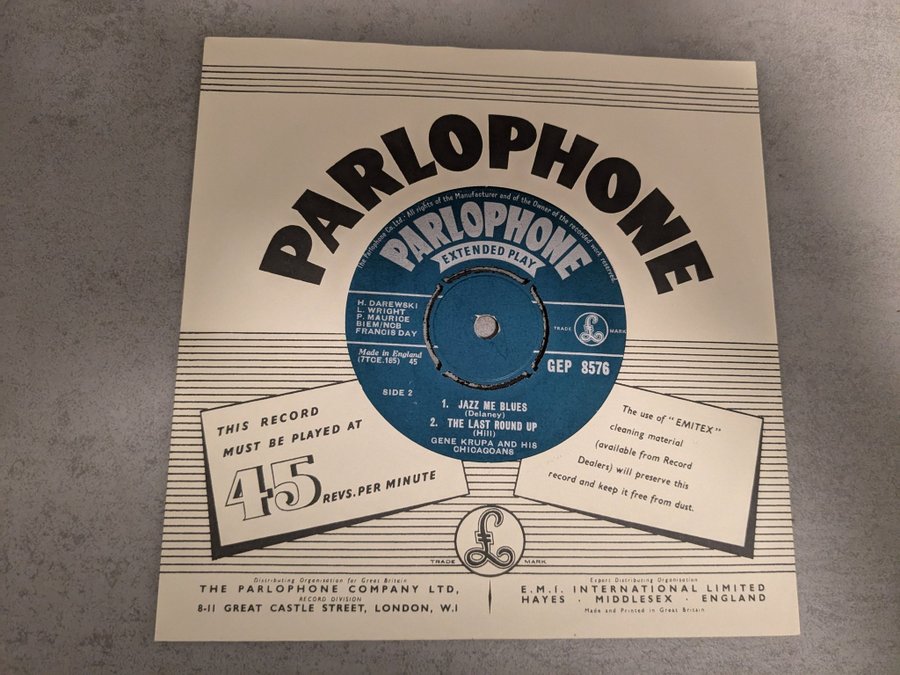 PARLOPHONE
The Parlophone Co Ltd. All rights of the Manufacturer and of the Owner of the recorded work reserved.
PARLOPHONE
EXTENDED PLAY
H. DAREWSKI
L. WRIGHT
P. MAURICE
BIEM/NCB
FRANCIS DAY
TRADE £ MARK
Made in England
(7TCE.185) 45
GEP 8576
SIDE 2
1. JAZZ ME BLUES
(Delaney)
2. THE LAST ROUND UP
(Hill)
GENE KRUPA AND HIS
CHICAGOANS
THIS RECORD
MUST BE PLAYED AT
45 REVS. PER MINUTE
The use of "EMITEX"
cleaning material
(available from Record
Dealers) will preserve this
record and keep it free from dust.
TRADE £ MARK
Distributing Organisation for Great Britain
THE PARLOPHONE COMPANY LTD,
RECORD DIVISION
8-11 GREAT CASTLE STREET, LONDON, W.1
Export Distributing Organisation
E.M.I. INTERNATIONAL LIMITED
HAYES · MIDDLESEX · ENGLAND
Made and Printed in Great Britain